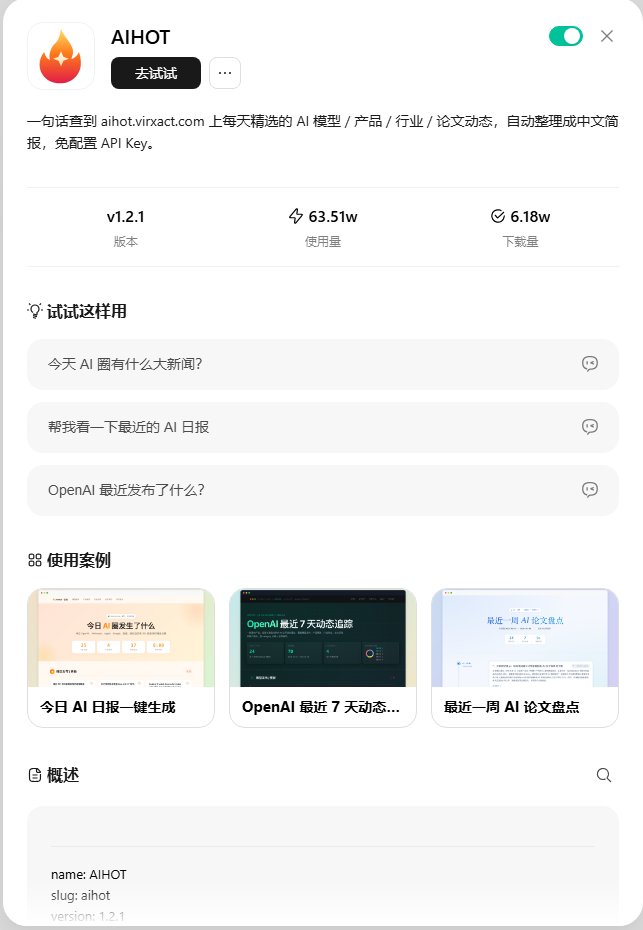 AIHOT
去试试
一句话查到 aihot.virxact.com 上每天精选的 AI 模型 / 产品 / 行业 / 论文动态，自动整理成中文简
报，免配置 API Key。
v1.2.1
63.51w
6.18w
版本
使用量
下载量
试试这样用
今天 AI 圈有什么大新闻？
帮我看一下最近的 AI 日报
OpenAI 最近发布了什么？
使用案例
今日 AI 圈发生了什么
OpenAI 最近 7 天动态追踪
最近一周 AI 论文盘点
今日 AI 日报一键生成
OpenAI 最近 7 天动态...
最近一周 AI 论文盘点
概述
name: AIHOT
slug: aihot
version: 1.2.1